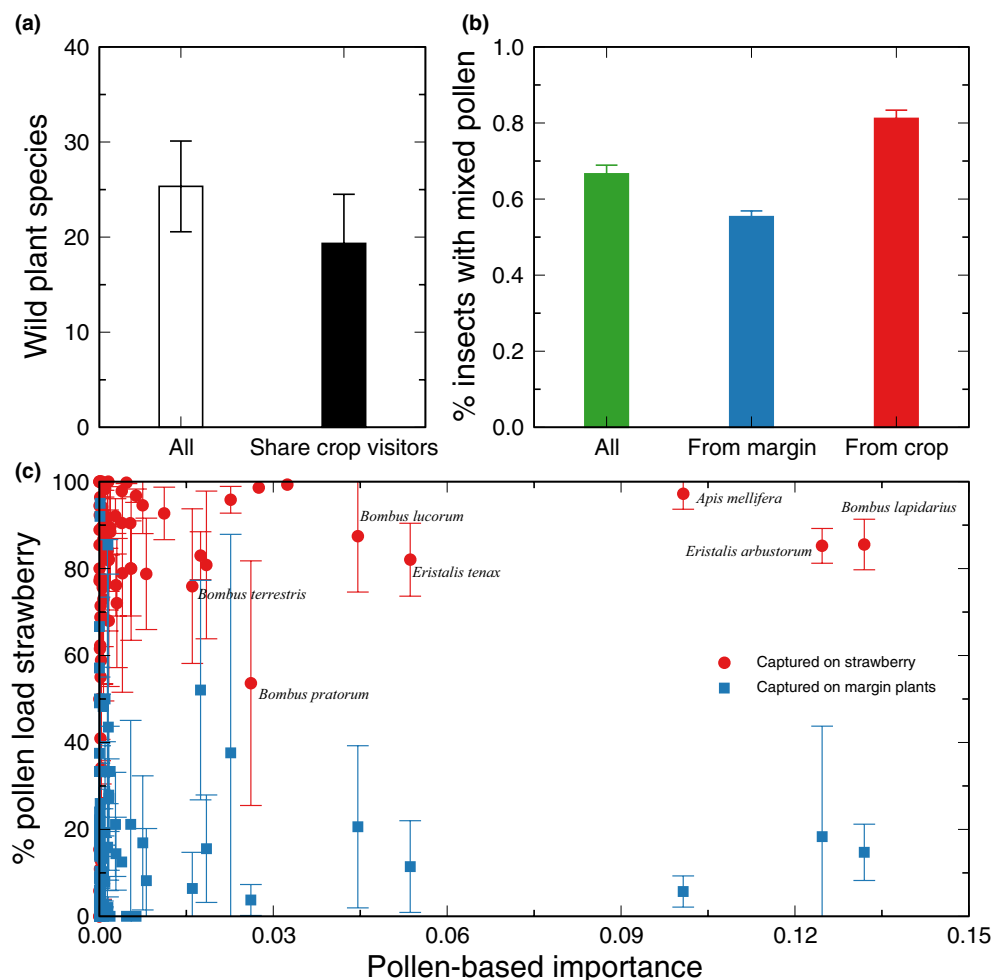 (a)
40
30
20
10
0
Wild plant species
All
Share crop visitors
(b)
1.0
0.8
0.6
0.4
0.2
0.0
% insects with mixed pollen
All
From margin
From crop
(c)
100
80
60
40
20
0
% pollen load strawberry
Bombus lucorum
Eristalis tenax
Bombus terrestris
Bombus pratorum
Apis mellifera
Bombus lapidarius
Eristalis arbustorum
Captured on strawberry
Captured on margin plants
0.00
0.03
0.06
0.09
0.12
0.15
Pollen-based importance